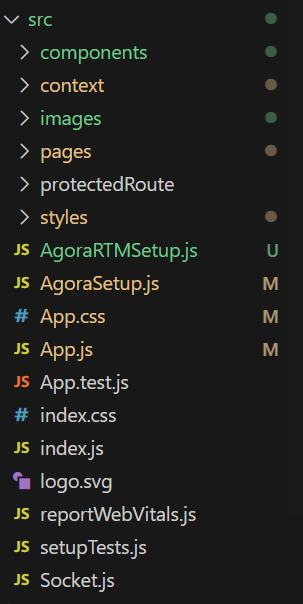 src
components
context
images
pages
protectedRoute
styles
JS AgoraRTMSetup.js U
JS AgoraSetup.js M
# App.css M
JS App.js M
JS App.test.js
# index.css
JS index.js
logo.svg
JS reportWebVitals.js
JS setupTests.js
JS Socket.js